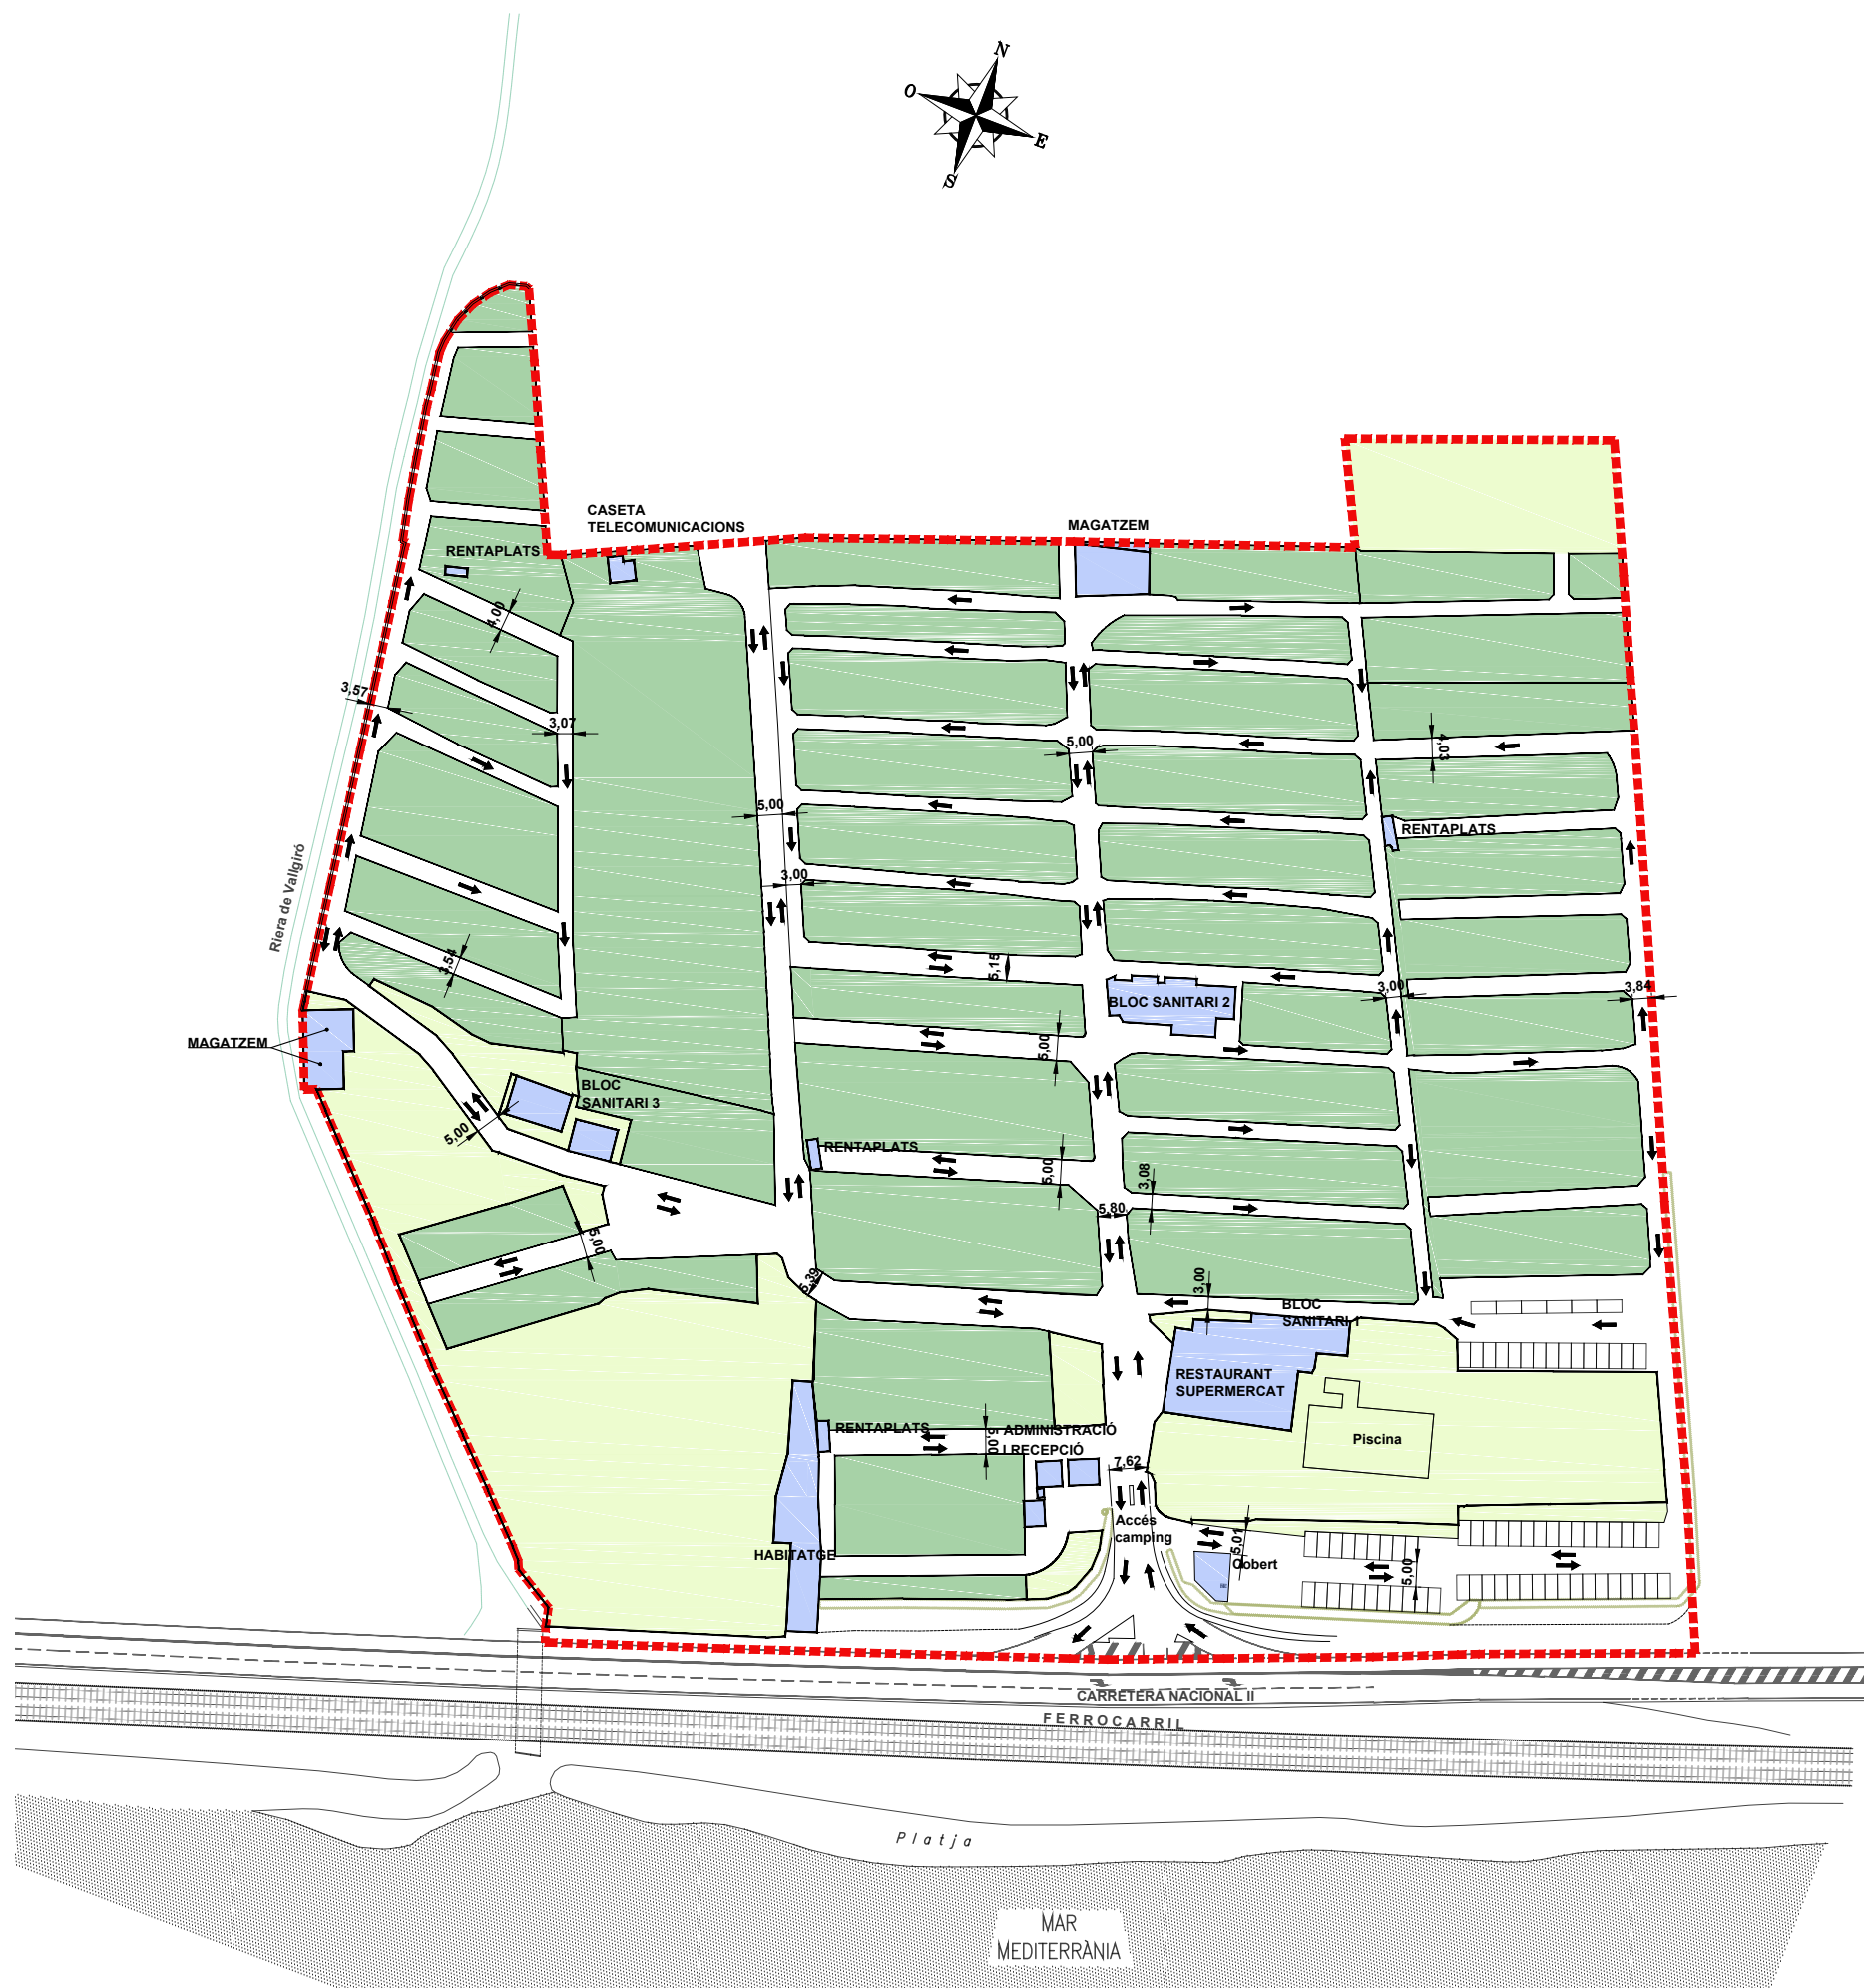 N
O
E
S
CASETA
TELECOMUNICACIONS
MAGATZEM
RENTAPLATS
4,00
3,57
3,07
5,00
4,03
5,00
RENTAPLATS
Riera de Vallgiró
3,00
3,54
5,15
3,00
3,84
BLOC SANITARI 2
MAGATZEM
5,00
BLOC
SANITARI 3
5,00
RENTAPLATS
5,00
3,08
5,80
5,00
5,39
3,00
BLOC
SANITARI 1
RESTAURANT
SUPERMERCAT
RENTAPLATS
5,00
ADMINISTRACIÓ
I RECEPCIÓ
Piscina
7,62
Accés
camping
5,01
Cobert
5,00
HABITATGE
CARRETERA NACIONAL II
FERROCARRIL
Platja
MAR
MEDITERRÀNIA